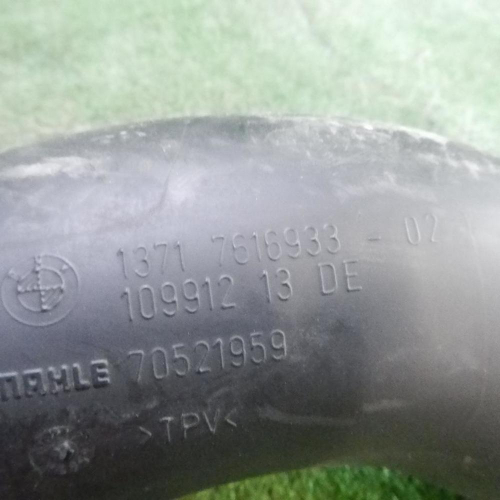 1371 7616933 - 02
109912 13 DE
MAHLE 70521959
>TPV<